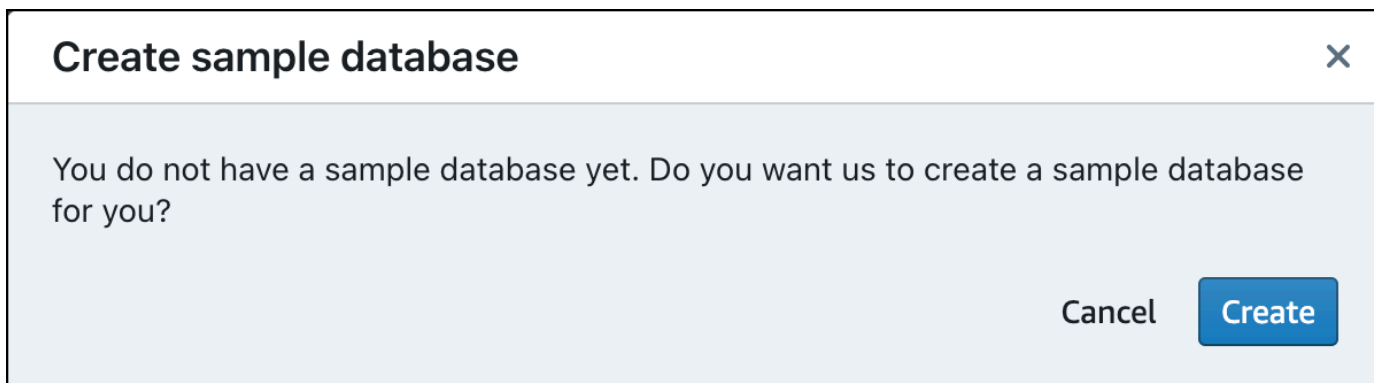 Create sample database
You do not have a sample database yet. Do you want us to create a sample database
for you?
Cancel
Create